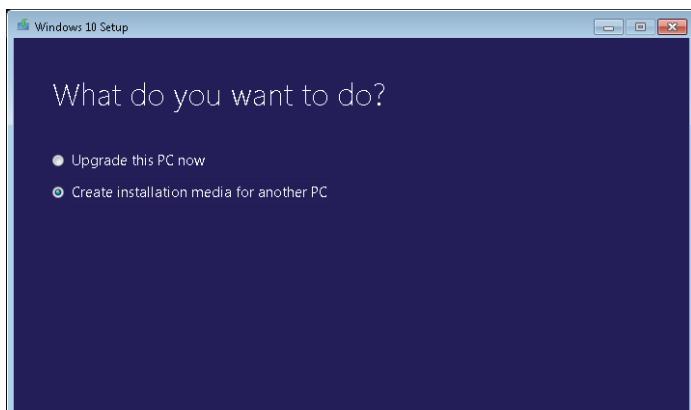 Windows 10 Setup
What do you want to do?
Upgrade this PC now
Create installation media for another PC